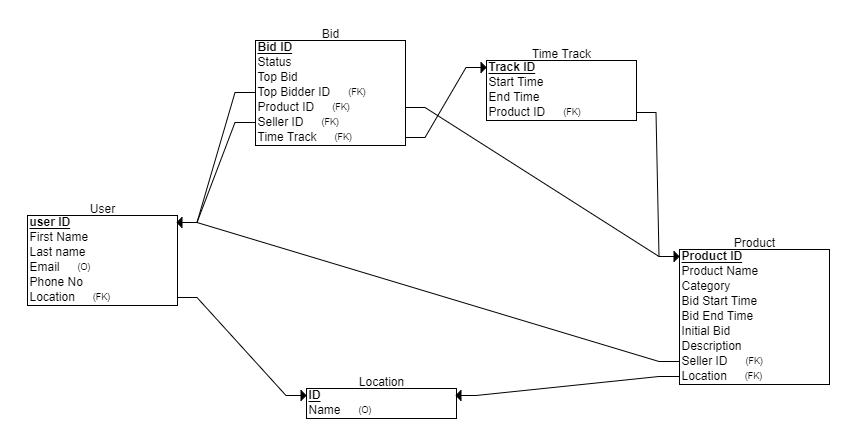 Bid
Bid ID
Status
Top Bid
Top Bidder ID (FK)
Product ID (FK)
Seller ID (FK)
Time Track (FK)
Time Track
Track ID
Start Time
End Time
Product ID (FK)
User
user ID
First Name
Last name
Email (O)
Phone No
Location (FK)
Product
Product ID
Product Name
Category
Bid Start Time
Bid End Time
Initial Bid
Description
Seller ID (FK)
Location (FK)
Location
ID
Name (O)